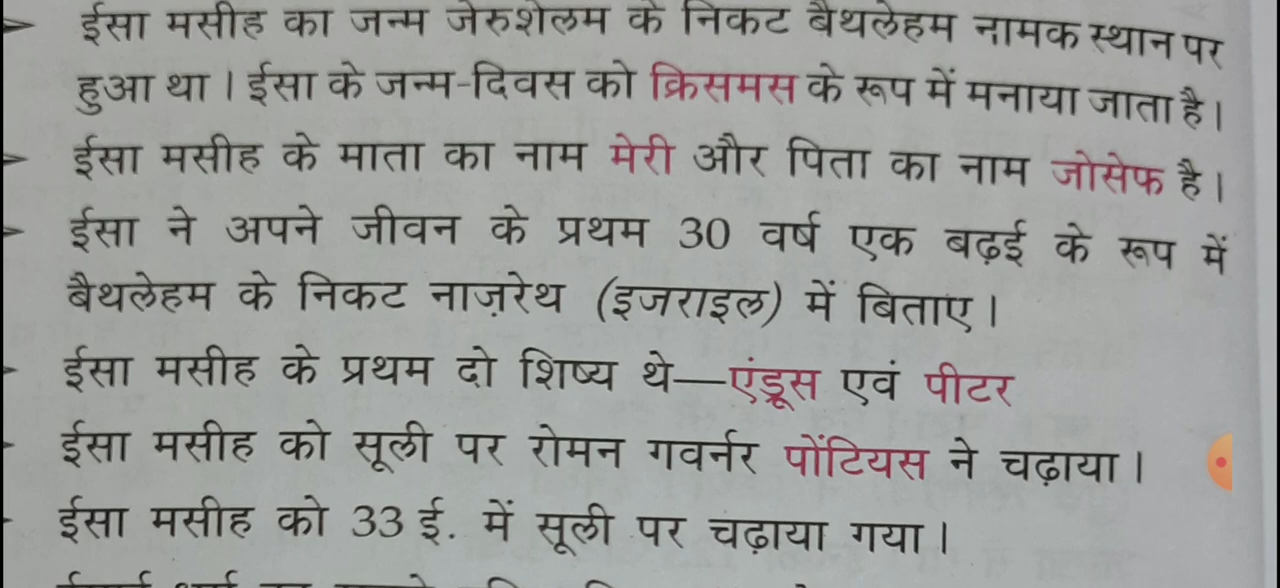 ईसा मसीह का जन्म जेरुशेलम के निकट बैथलेहम नामक स्थान पर
हुआ था। ईसा के जन्म-दिवस को क्रिसमस के रूप में मनाया जाता है।
ईसा मसीह के माता का नाम मेरी और पिता का नाम जोसेफ है।
ईसा ने अपने जीवन के प्रथम 30 वर्ष एक बढ़ई के रूप में
बैथलेहम के निकट नाज़रेथ (इजराइल) में बिताए।
ईसा मसीह के प्रथम दो शिष्य थे—एंड्रूस एवं पीटर
ईसा मसीह को सूली पर रोमन गवर्नर पोंटियस ने चढ़ाया।
ईसा मसीह को 33 ई. में सूली पर चढ़ाया गया।